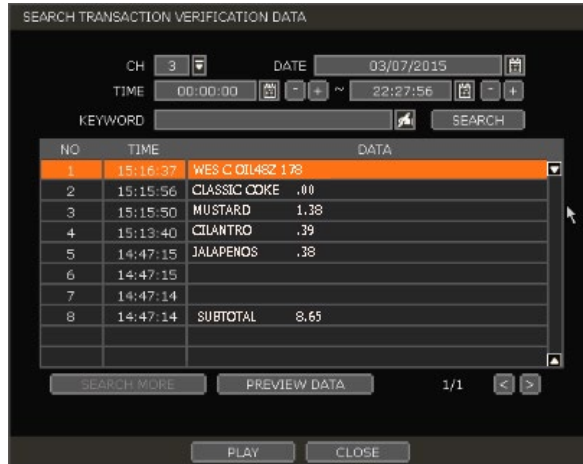 SEARCH TRANSACTION VERIFICATION DATA
CH 3 DATE 03/07/2015
TIME 00:00:00 - + ~ 22:27:56 - +
KEYWORD SEARCH
NO TIME DATA
1 15:16:37 WES C OIL48Z 178
2 15:15:56 CLASSIC COKE .00
3 15:15:50 MUSTARD 1.38
4 15:13:40 CILANTRO .39
5 14:47:15 JALAPENOS .38
6 14:47:15
7 14:47:14
8 14:47:14 SUBTOTAL 8.65
SEARCH MORE PREVIEW DATA 1/1 < >
PLAY CLOSE